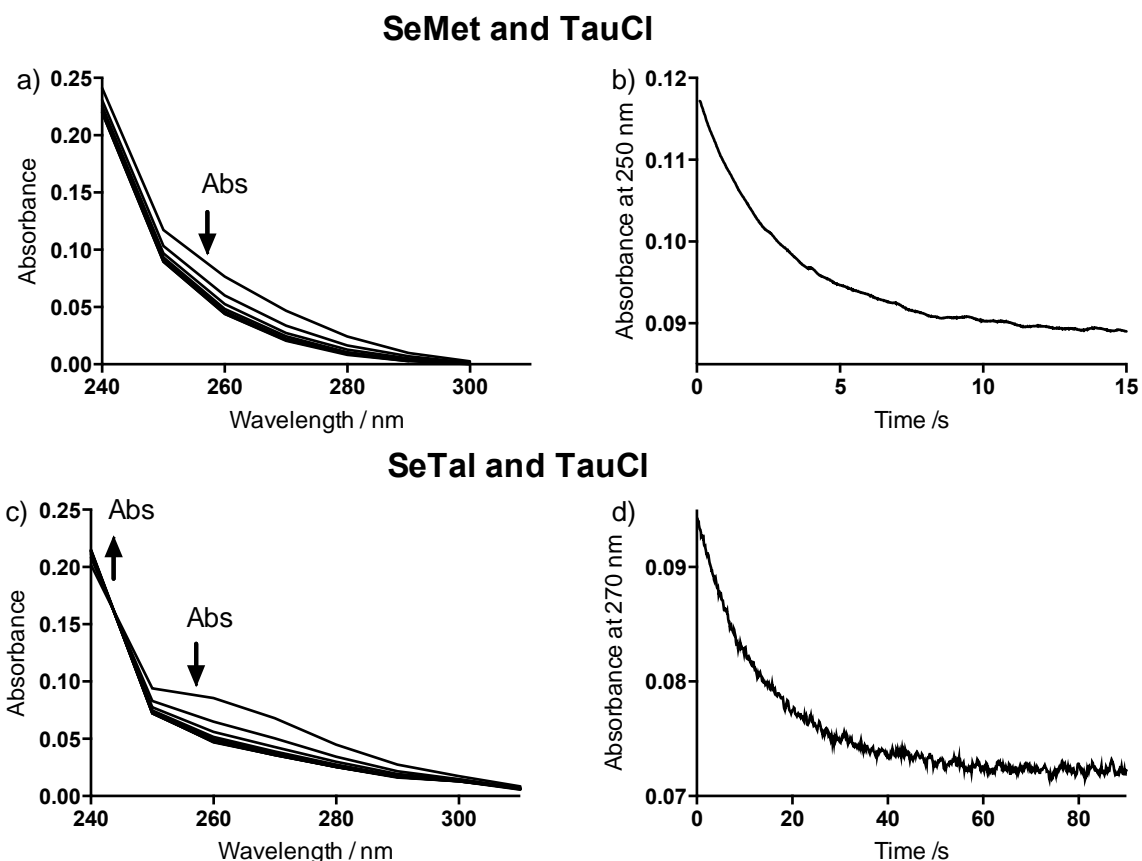 SeMet and TauCl
a)
0.25
0.20
0.15
0.10
0.05
0.00
Absorbance
Abs
240
260
280
300
Wavelength / nm
b)
0.12
0.11
0.10
0.09
Absorbance at 250 nm
0
5
10
15
Time /s
SeTal and TauCl
c)
0.25
0.20
0.15
0.10
0.05
0.00
Absorbance
Abs
Abs
240
260
280
300
Wavelength / nm
d)
0.09
0.08
0.07
Absorbance at 270 nm
0
20
40
60
80
Time /s